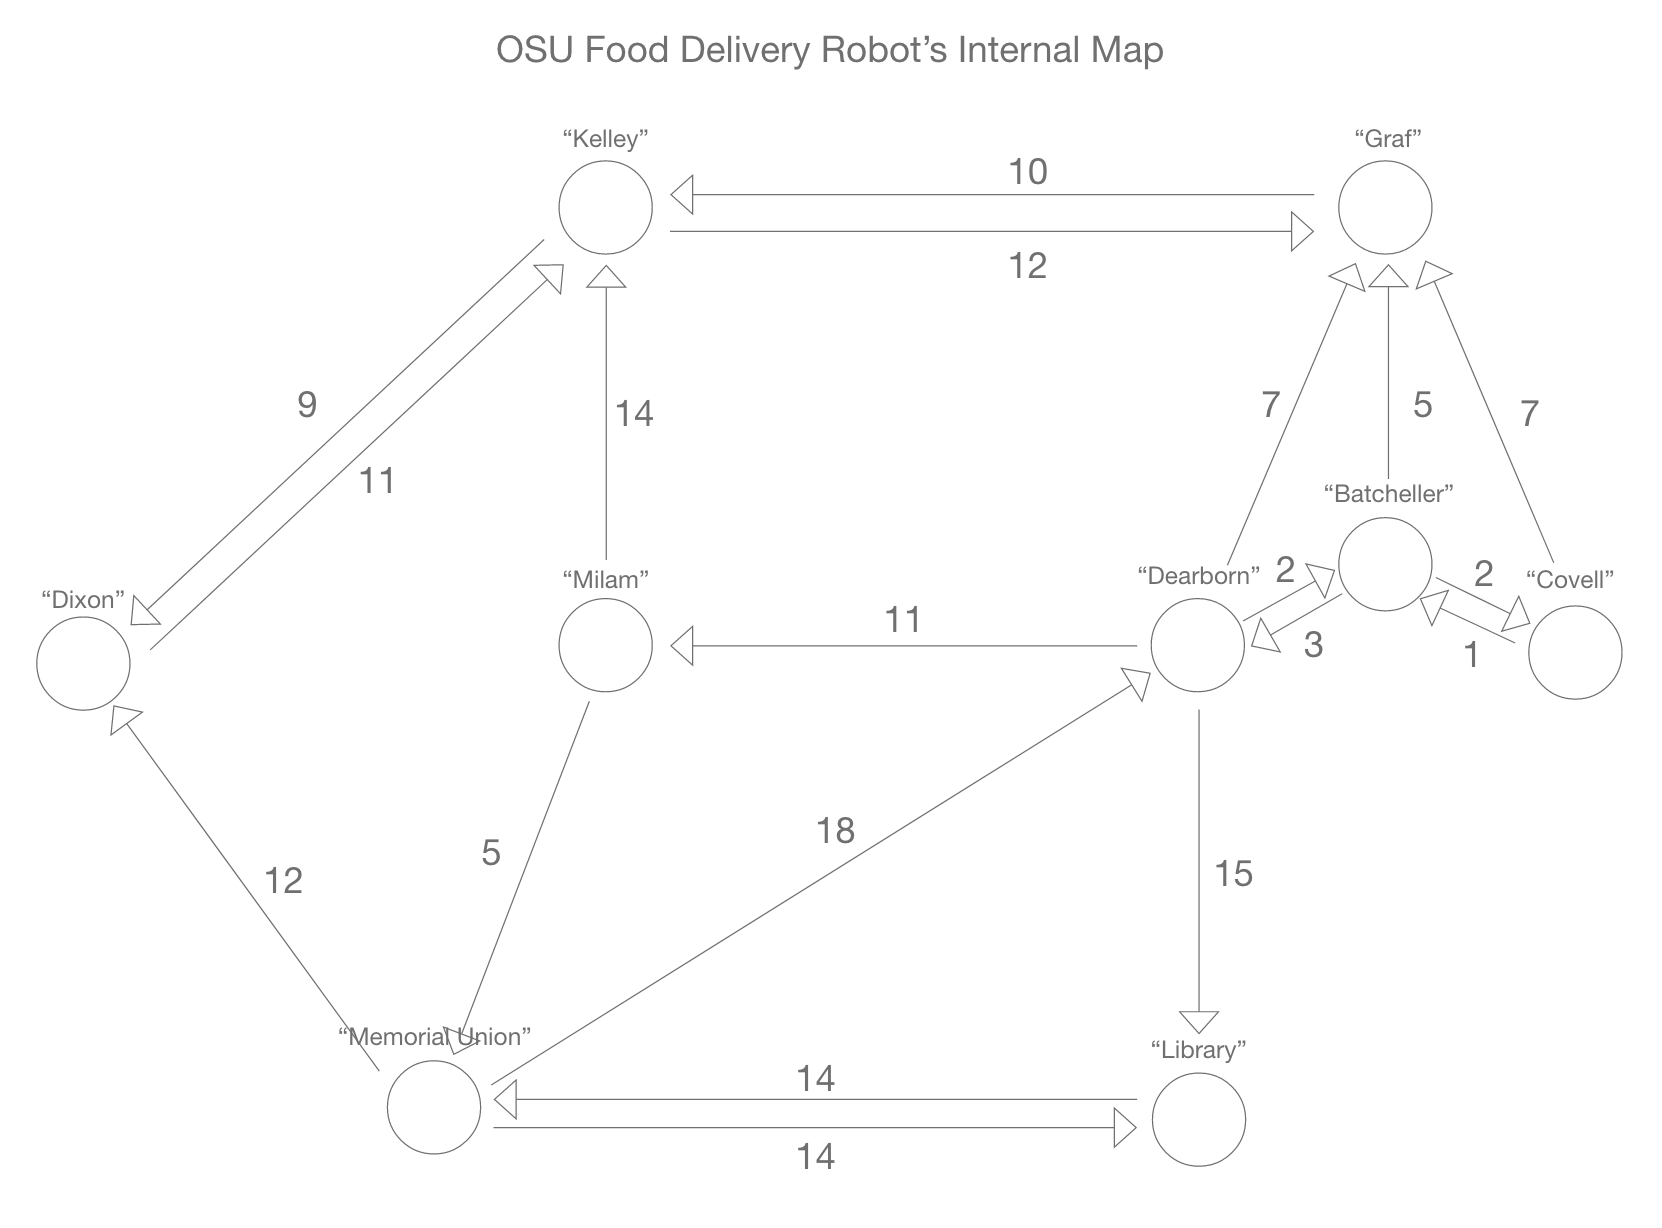 OSU Food Delivery Robot’s Internal Map
“Kelley”
“Graf”
10
12
9
11
14
7
5
7
“Batcheller”
“Dixon”
“Milam”
“Dearborn”
2
2
“Covell”
11
3
1
18
5
12
15
“Memorial Union”
“Library”
14
14